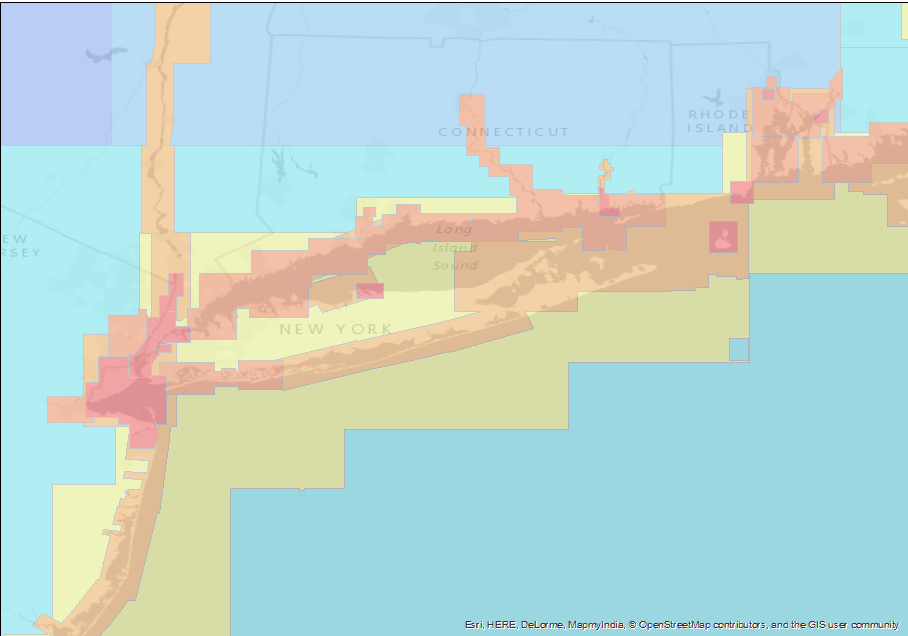 RHODE
ISLAND
CONNECTICUT
Long
Island
Sound
EW
RSEY
NEW YORK
Esri, HERE, DeLorme, MapmyIndia, © OpenStreetMap contributors, and the GIS user community